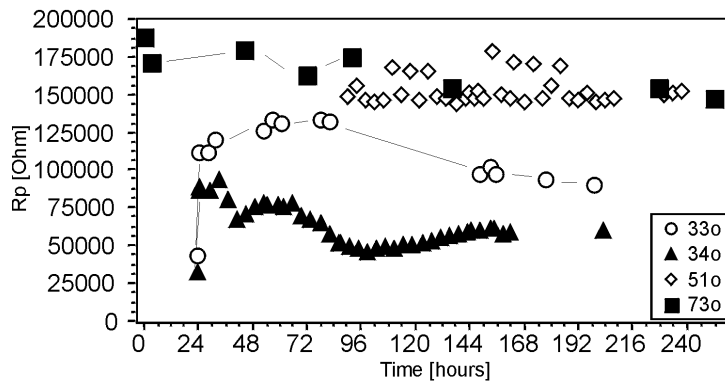 200000
175000
150000
125000
100000
75000
50000
25000
0
Rp [Ohm]
0 24 48 72 96 120 144 168 192 216 240
Time [hours]
33o
34o
51o
73o